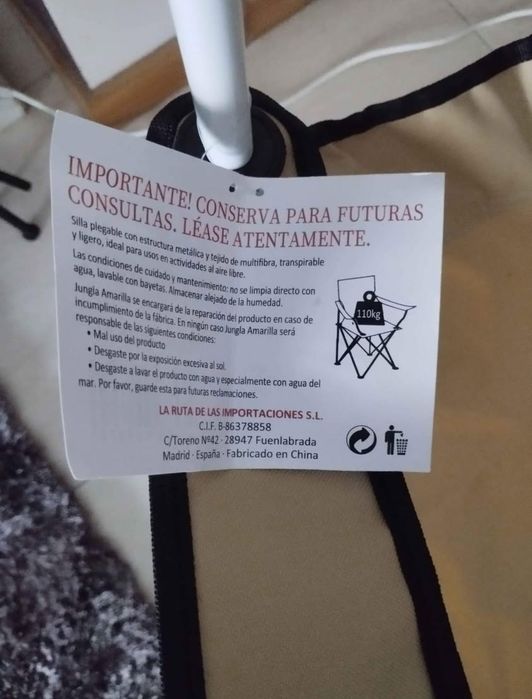 IMPORTANTE! CONSERVA PARA FUTURAS
CONSULTAS. LÉASE ATENTAMENTE.
Silla plegable con estructura metálica y tejido de multifibra, transpirable
y ligero, ideal para usos en actividades al aire libre.
Las condiciones de cuidado y mantenimiento: no se limpia directo con
agua, lavable con bayetas. Almacenar alejado de la humedad.
Jungla Amarilla se encargará de la reparación del producto en caso de
incumplimiento de la fábrica. En ningún caso Jungla Amarilla será
responsable de las siguientes condiciones:
• Mal uso del producto
• Desgaste por la exposición excesiva al sol.
• Desgaste a lavar el producto con agua y especialmente con agua del
mar. Por favor, guarde esta para futuras reclamaciones.
110kg
LA RUTA DE LAS IMPORTACIONES S.L.
C.I.F. B-86378858
C/Toreno Nº42 · 28947 Fuenlabrada
Madrid · España · Fabricado en China